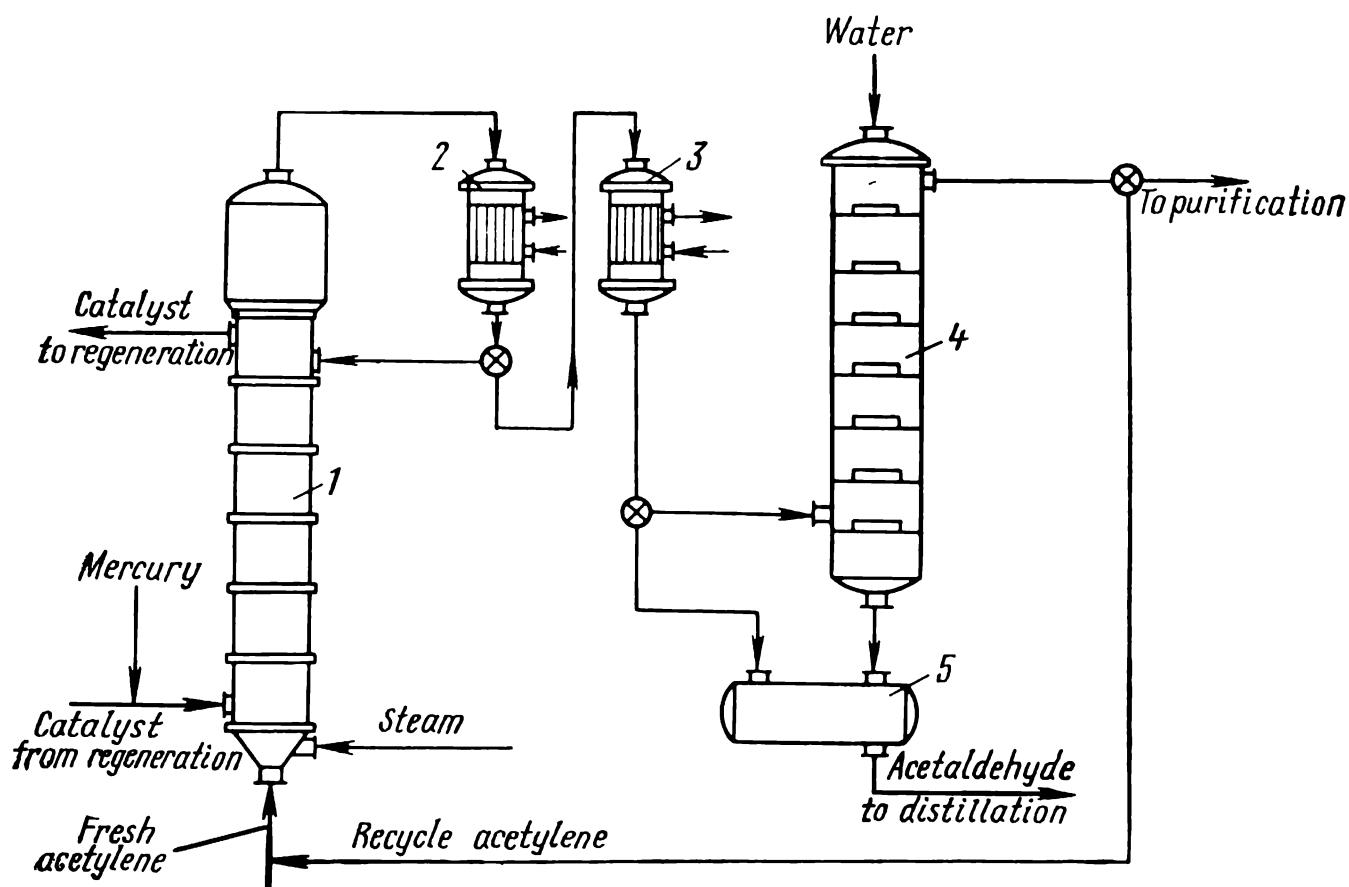 Water
2
3
To purification
Catalyst
to regeneration
4
1
Mercury
5
Catalyst
from regeneration
Steam
Acetaldehyde
to distillation
Fresh
acetylene
Recycle acetylene